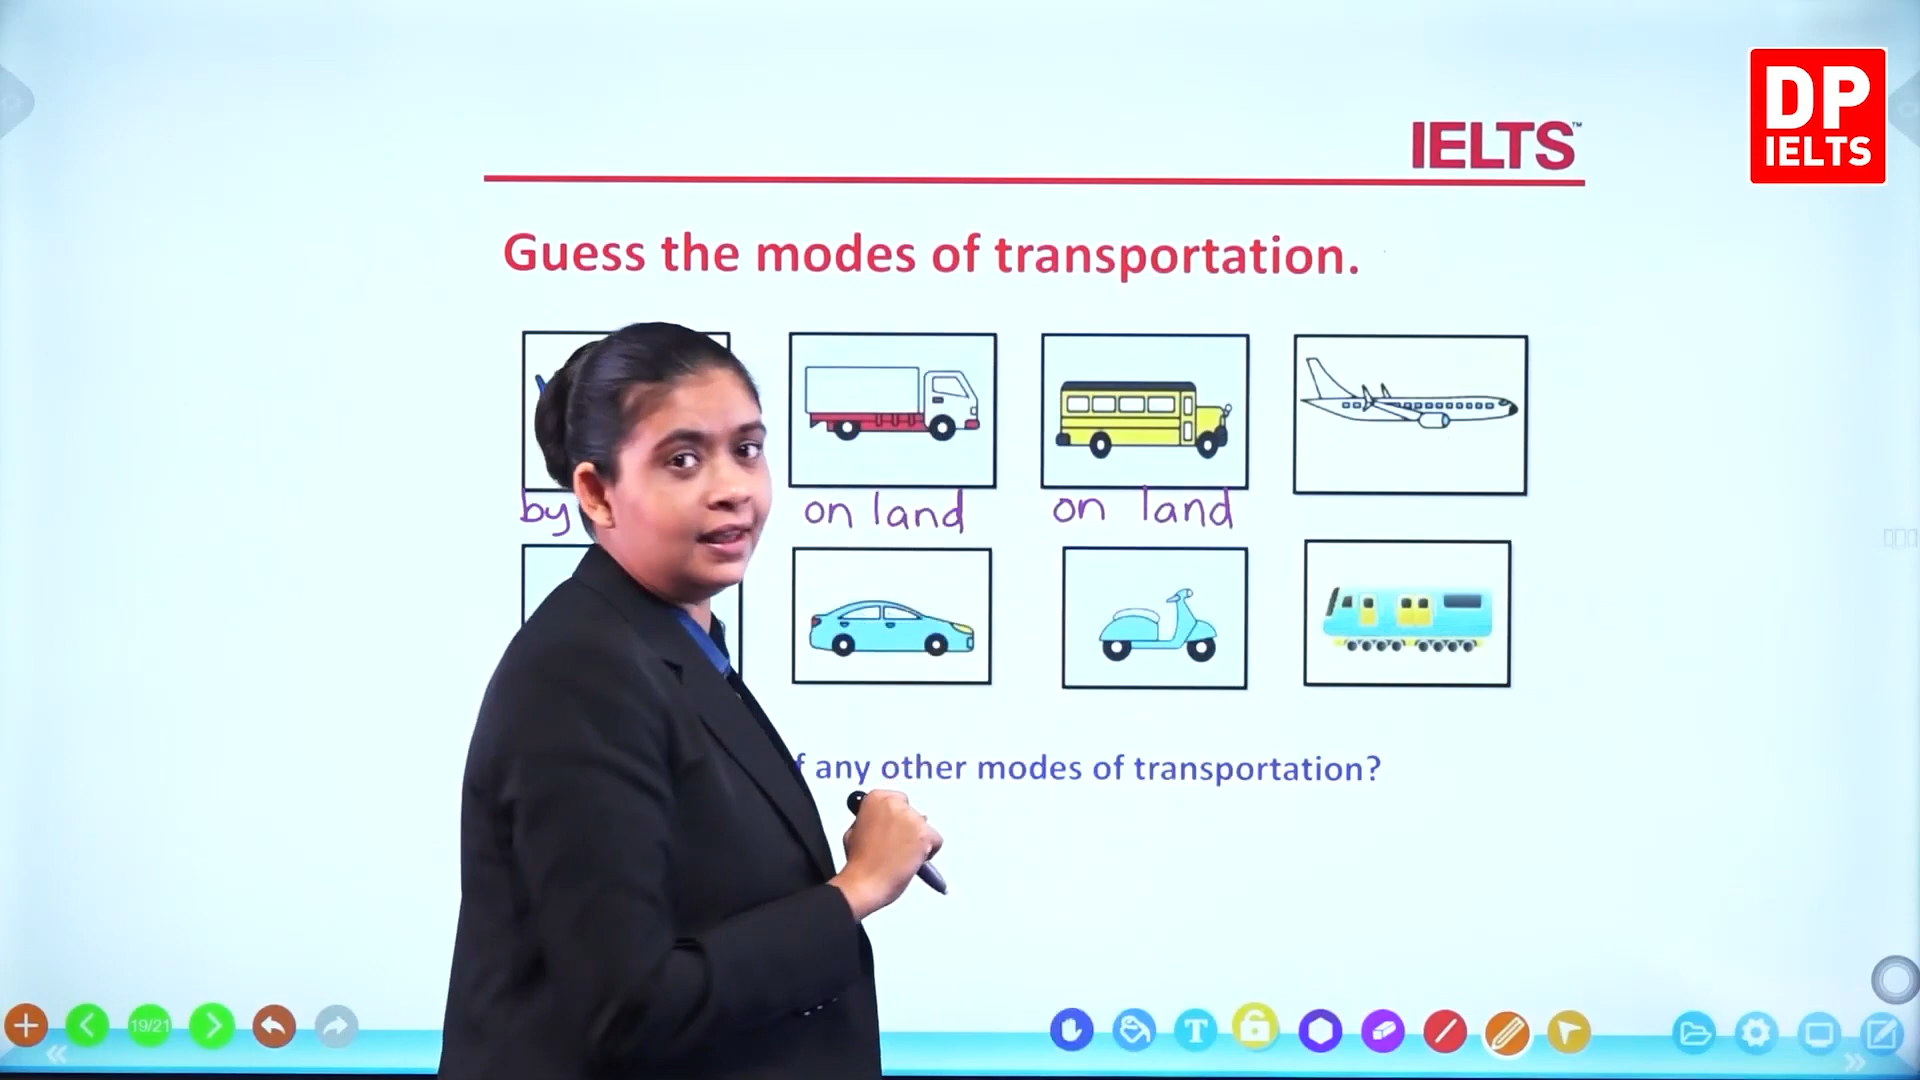 DP
IELTS
IELTS™
Guess the modes of transportation.
by
on land
on land
any other modes of transportation?
19/21
T